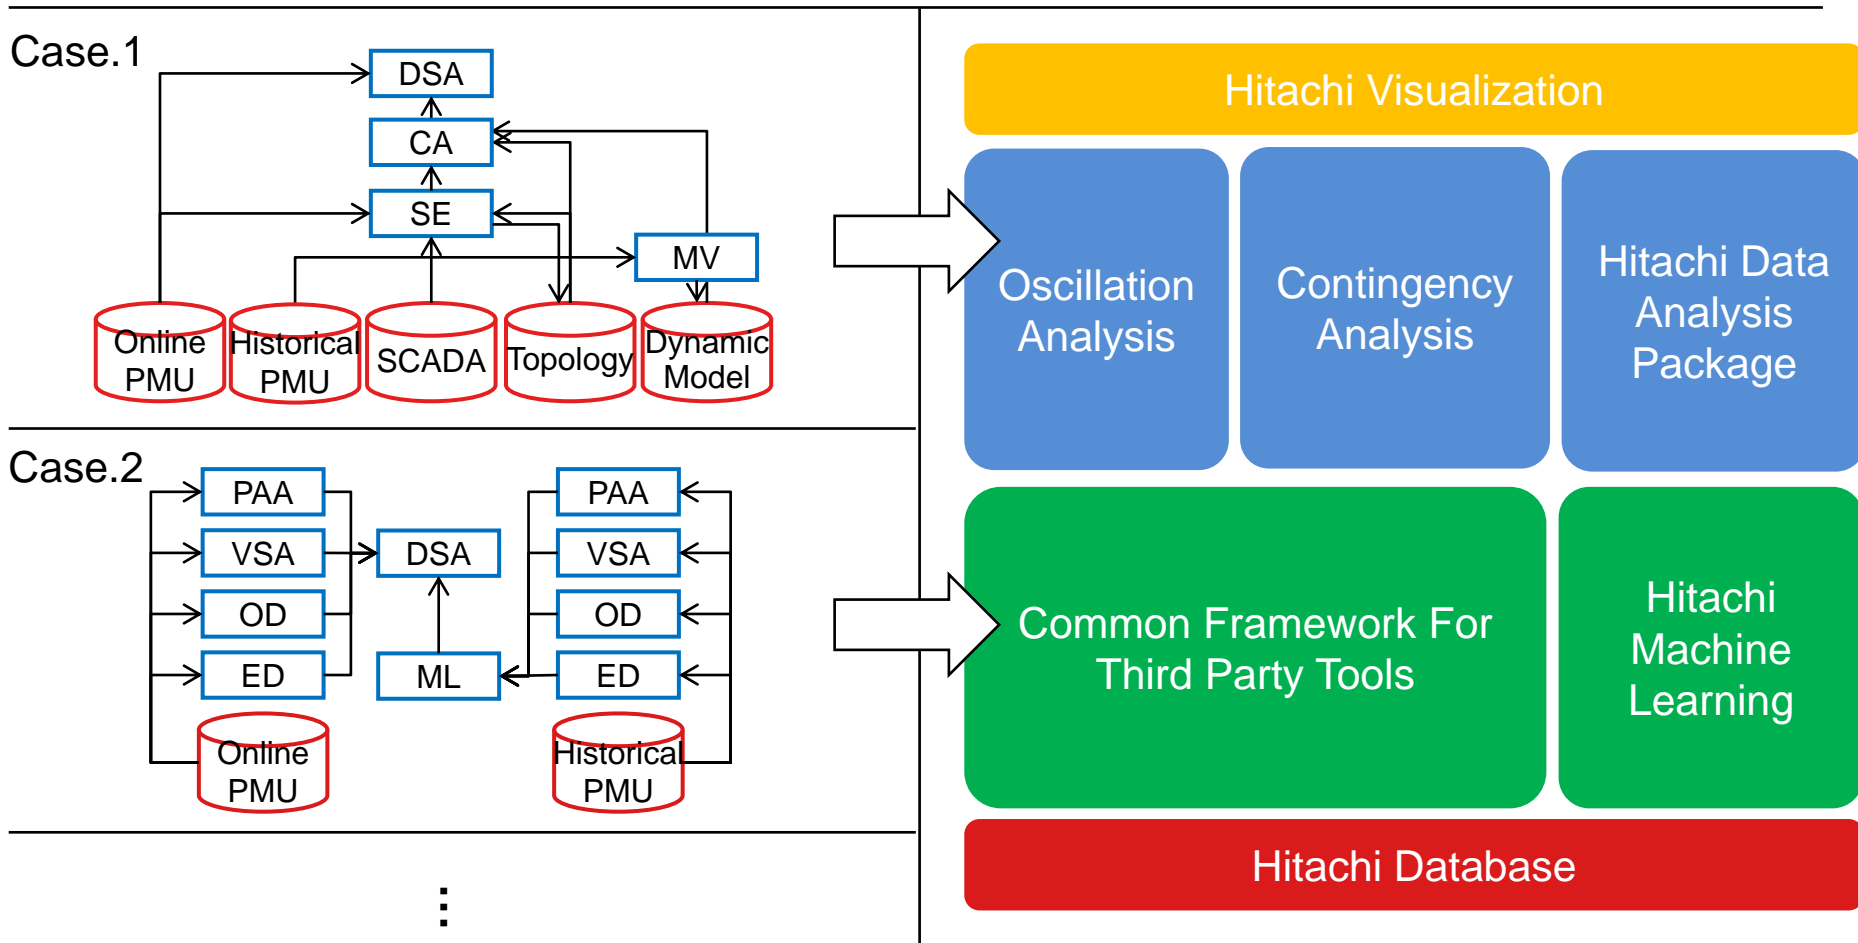 Case.1
DSA
CA
SE
MV
Online
PMU
Historical
PMU
SCADA
Topology
Dynamic
Model
Case.2
PAA
VSA
OD
ED
Online
PMU
DSA
ML
PAA
VSA
OD
ED
Historical
PMU
⋮
Hitachi Visualization
Oscillation
Analysis
Contingency
Analysis
Hitachi Data
Analysis
Package
Common Framework For
Third Party Tools
Hitachi
Machine
Learning
Hitachi Database